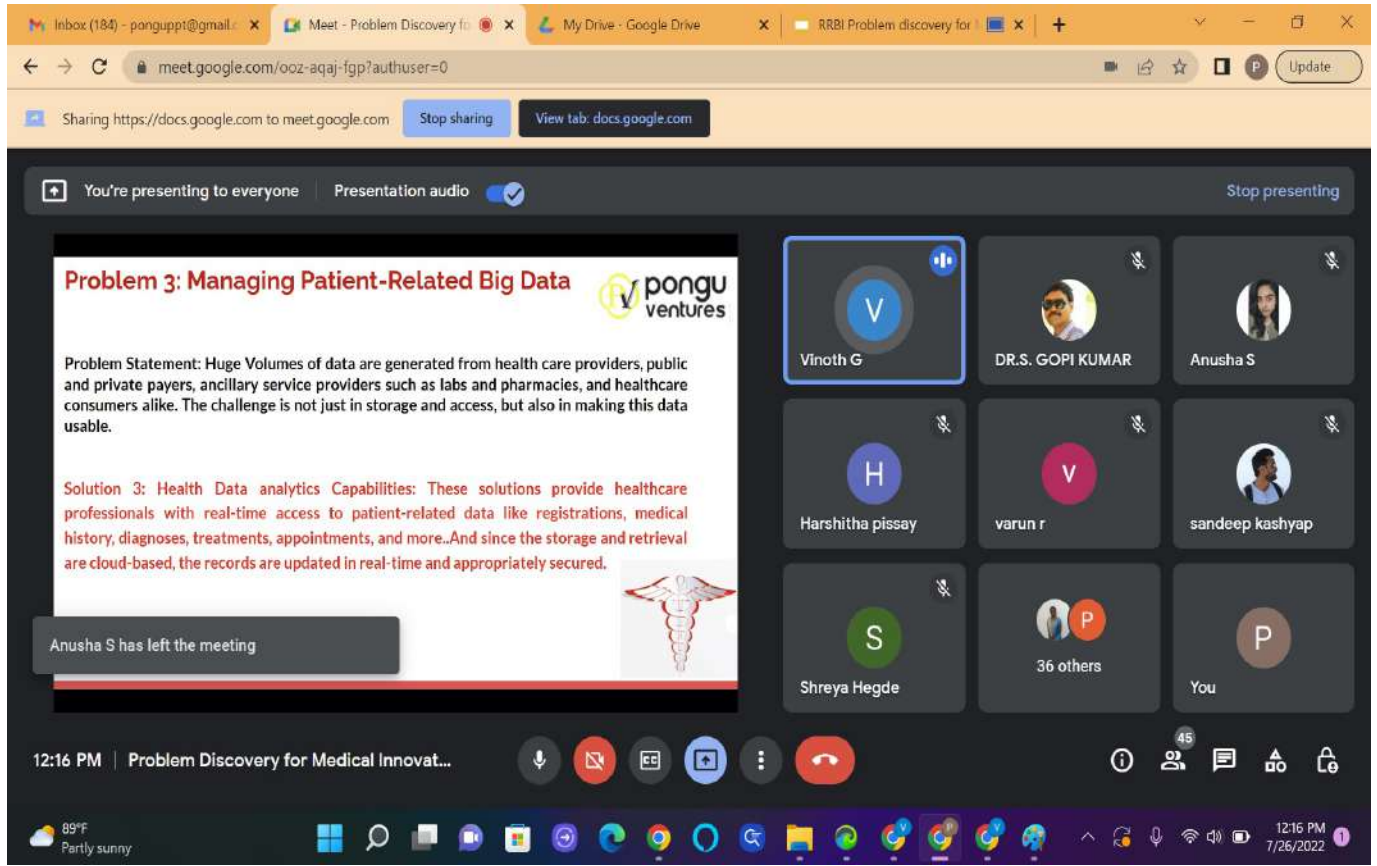 Inbox (184) - ponguppt@gmail.c
Meet - Problem Discovery fo
My Drive - Google Drive
RRBI Problem discovery for
meet.google.com/ooz-aqaj-fgp?authuser=0
P
Update
Sharing https://docs.google.com to meet.google.com
Stop sharing
View tab: docs.google.com
You're presenting to everyone
Presentation audio
Stop presenting
Problem 3: Managing Patient-Related Big Data
pongu
ventures
Problem Statement: Huge Volumes of data are generated from health care providers, public
and private payers, ancillary service providers such as labs and pharmacies, and healthcare
consumers alike. The challenge is not just in storage and access, but also in making this data
usable.
Solution 3: Health Data analytics Capabilities: These solutions provide healthcare
professionals with real-time access to patient-related data like registrations, medical
history, diagnoses, treatments, appointments, and more..And since the storage and retrieval
are cloud-based, the records are updated in real-time and appropriately secured.
Anusha S has left the meeting
V
Vinoth G
DR.S. GOPI KUMAR
Anusha S
H
Harshitha pissay
V
varun r
sandeep kashyap
S
Shreya Hegde
P
36 others
P
You
12:16 PM | Problem Discovery for Medical Innovat...
CC
45
89°F
Partly sunny
12:16 PM
7/26/2022
1